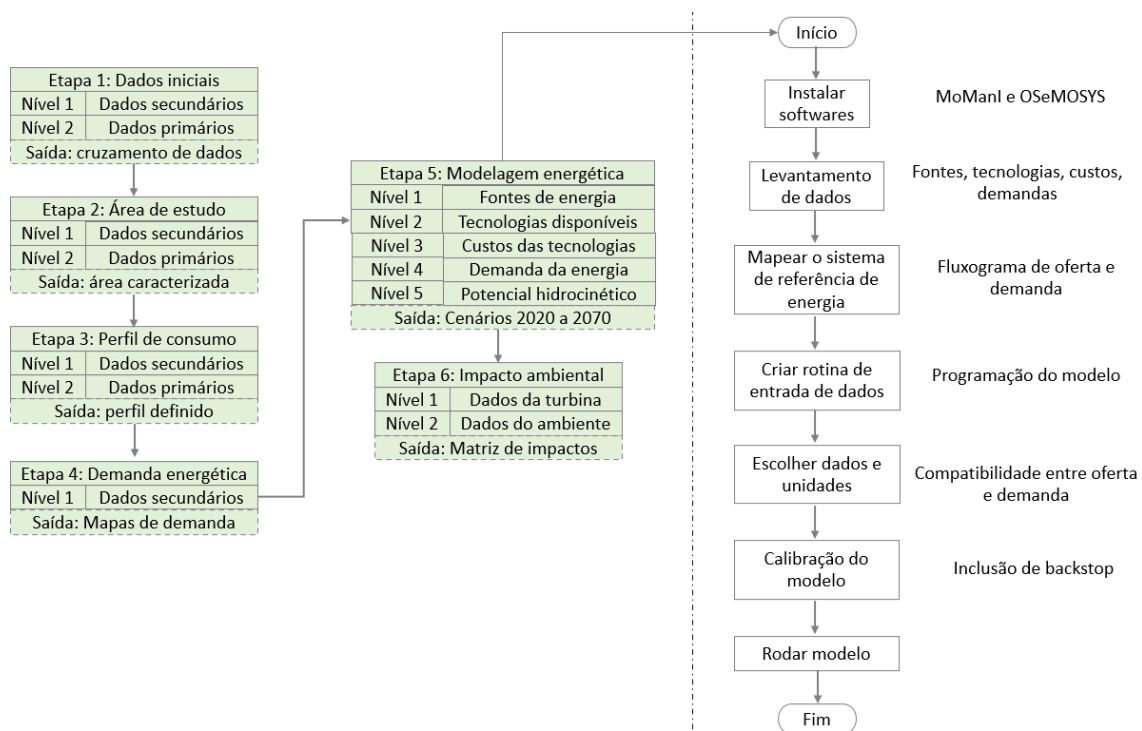 Etapa 1: Dados iniciais
Nível 1 Dados secundários
Nível 2 Dados primários
Saída: cruzamento de dados
Etapa 2: Área de estudo
Nível 1 Dados secundários
Nível 2 Dados primários
Saída: área caracterizada
Etapa 3: Perfil de consumo
Nível 1 Dados secundários
Nível 2 Dados primários
Saída: perfil definido
Etapa 4: Demanda energética
Nível 1 Dados secundários
Saída: Mapas de demanda
Etapa 5: Modelagem energética
Nível 1 Fontes de energia
Nível 2 Tecnologias disponíveis
Nível 3 Custos das tecnologias
Nível 4 Demanda da energia
Nível 5 Potencial hidrocinético
Saída: Cenários 2020 a 2070
Etapa 6: Impacto ambiental
Nível 1 Dados da turbina
Nível 2 Dados do ambiente
Saída: Matriz de impactos
Início
Instalar
softwares
MoManI e OSeMOSYS
Levantamento
de dados
Fontes, tecnologias, custos,
demandas
Mapear o sistema
de referência de
energia
Fluxograma de oferta e
demanda
Criar rotina de
entrada de dados
Programação do modelo
Escolher dados e
unidades
Compatibilidade entre oferta
e demanda
Calibração do
modelo
Inclusão de backstop
Rodar modelo
Fim